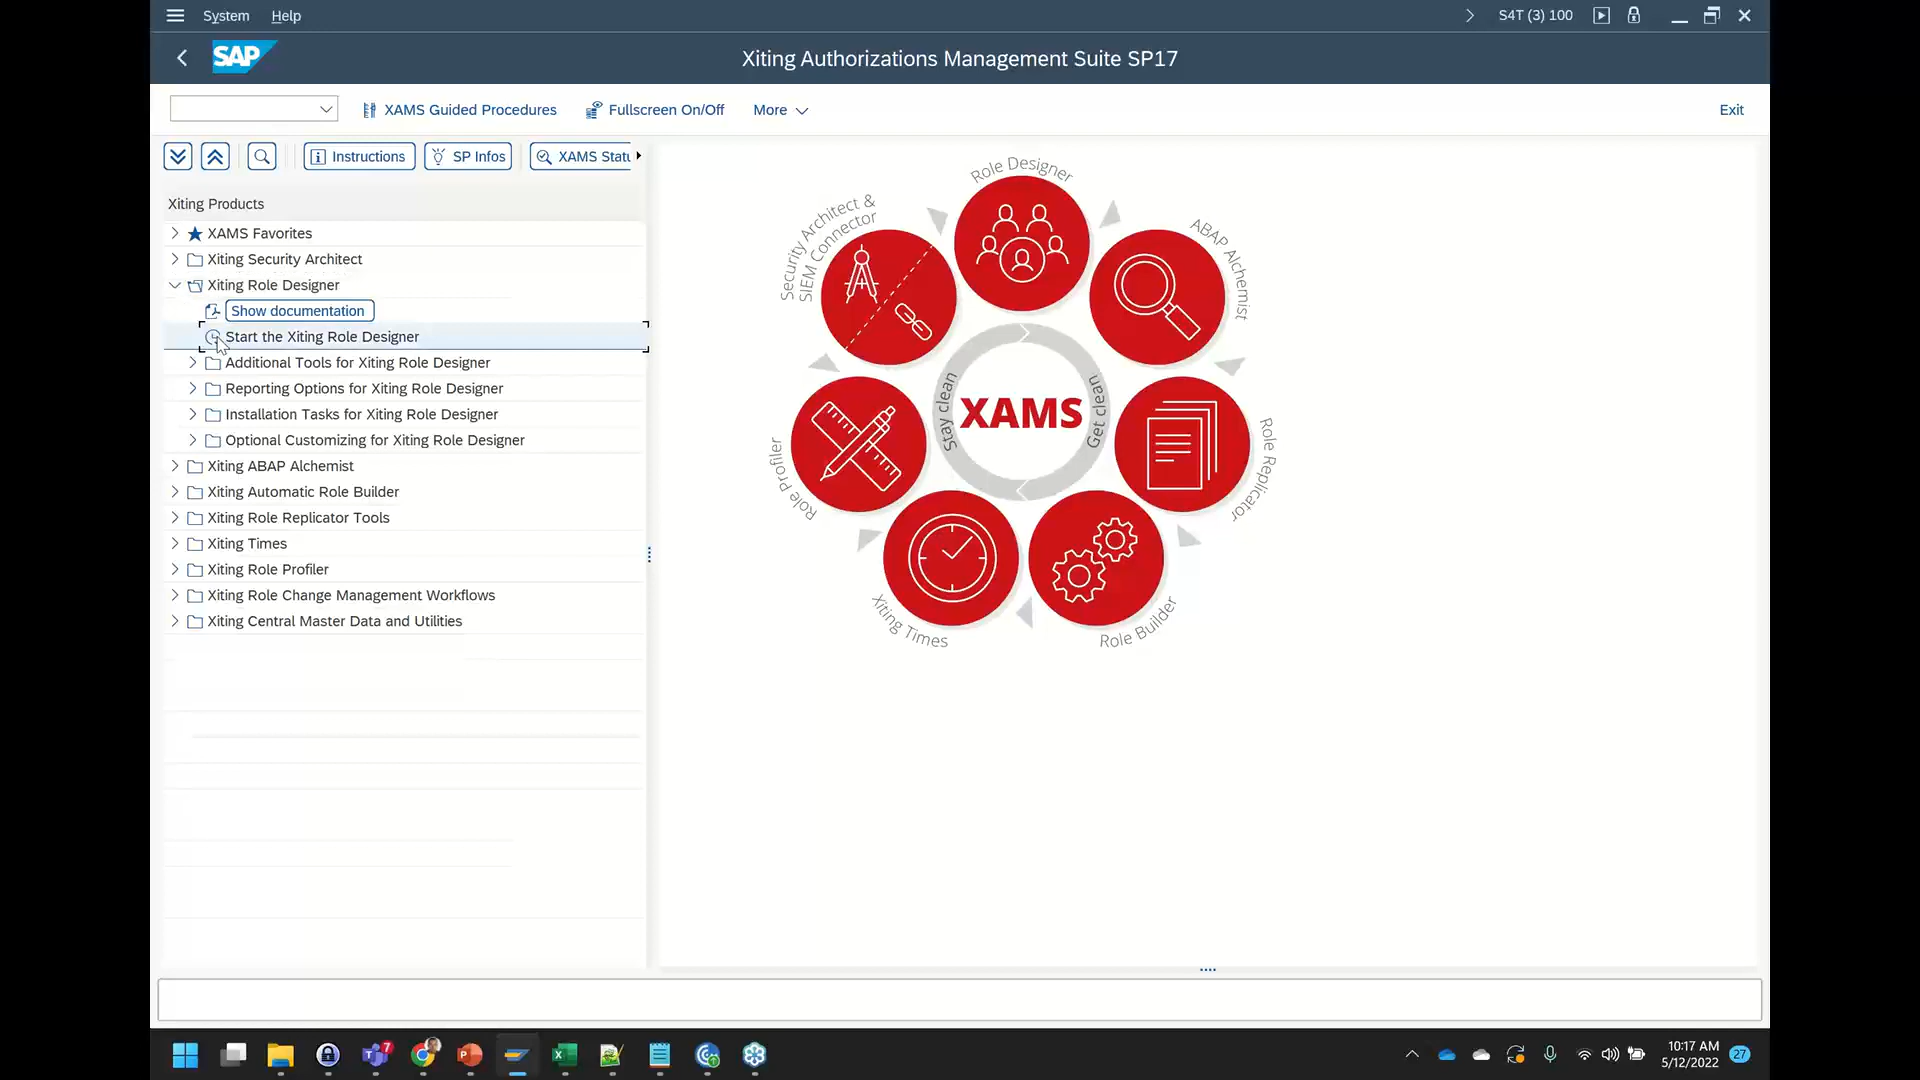 System Help
S4T (3) 100
SAP
Xiting Authorizations Management Suite SP17
XAMS Guided Procedures
Fullscreen On/Off
More
Exit
Instructions
SP Infos
XAMS Statu
Xiting Products
XAMS Favorites
Xiting Security Architect
Xiting Role Designer
Show documentation
Start the Xiting Role Designer
Additional Tools for Xiting Role Designer
Reporting Options for Xiting Role Designer
Installation Tasks for Xiting Role Designer
Optional Customizing for Xiting Role Designer
Xiting ABAP Alchemist
Xiting Automatic Role Builder
Xiting Role Replicator Tools
Xiting Times
Xiting Role Profiler
Xiting Role Change Management Workflows
Xiting Central Master Data and Utilities
Role Designer
ABAP Alchemist
Role Replicator
Role Builder
Xiting Times
Role Profiler
Security Architect &
SIEM Connector
Stay clean
XAMS
Get clean
7
10:17 AM
5/12/2022
27